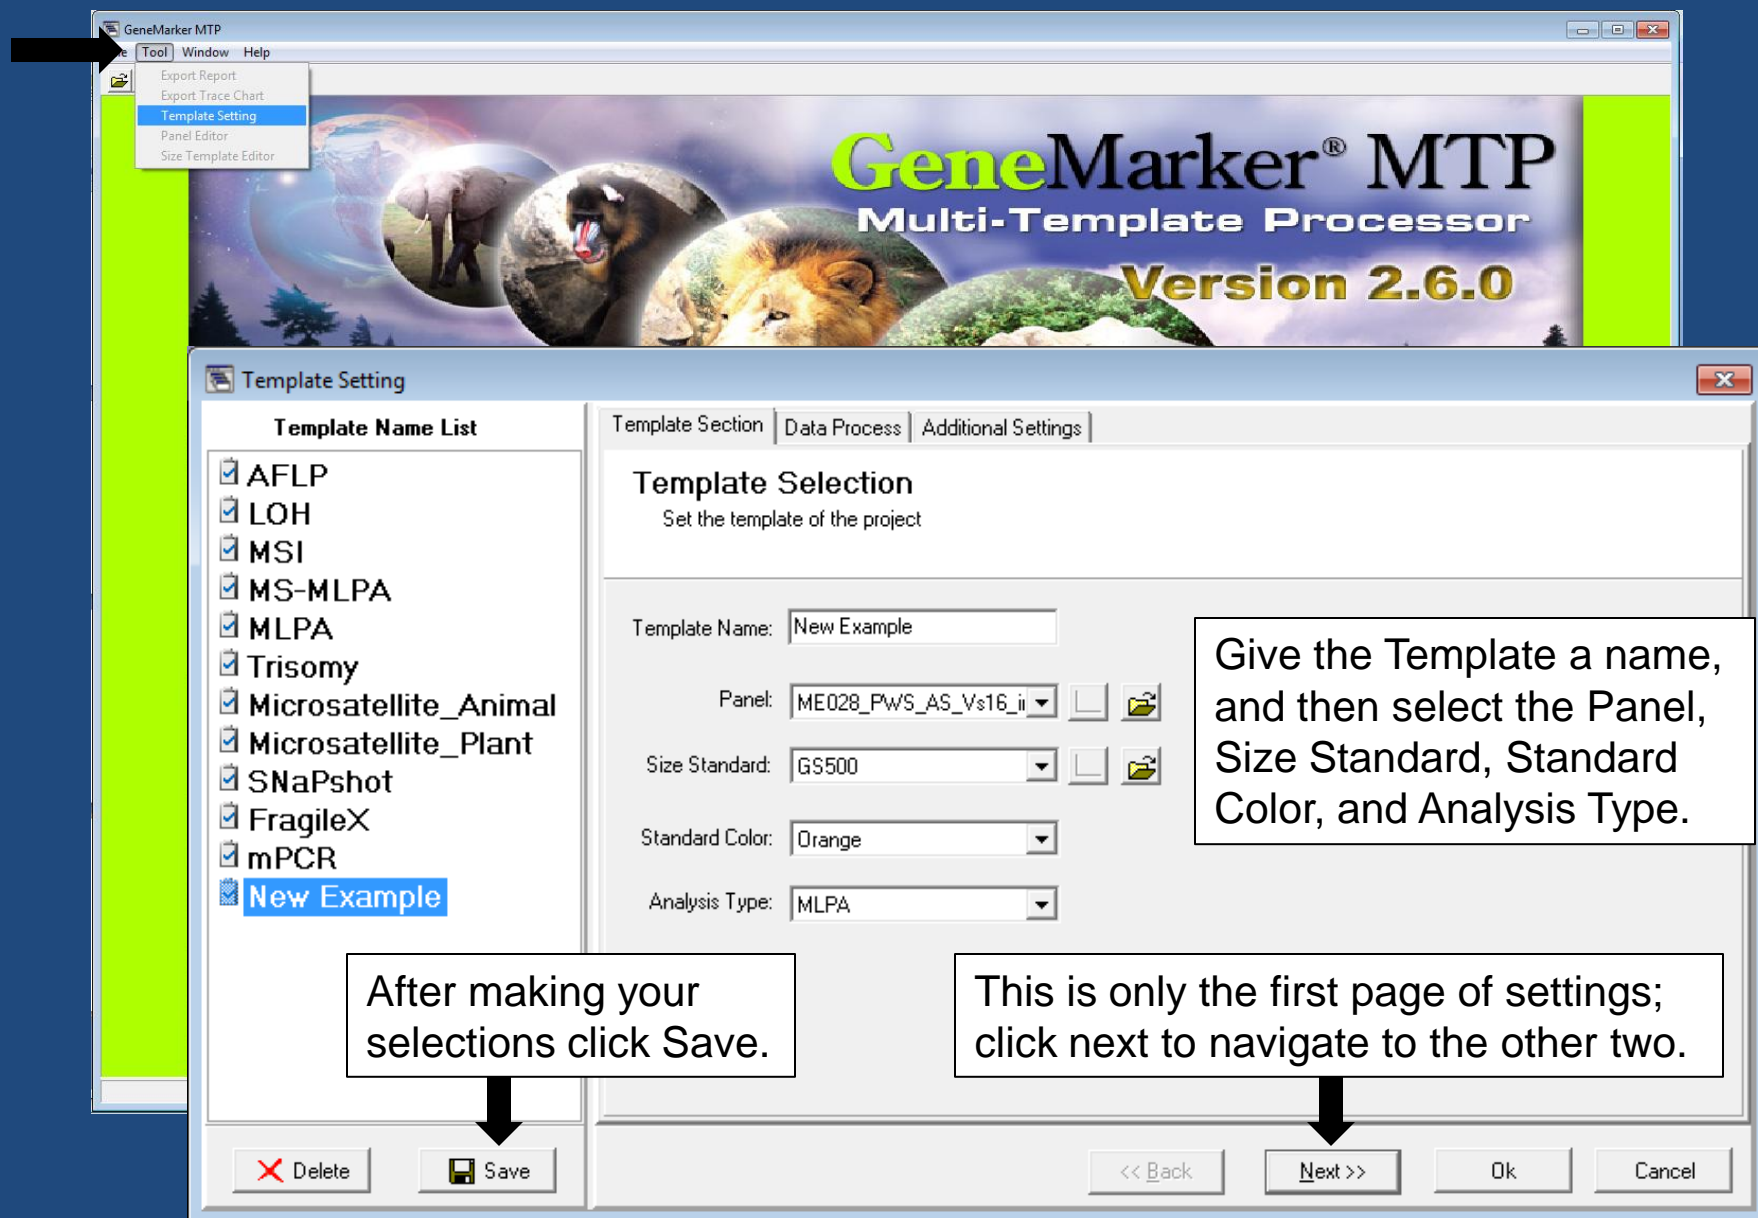 GeneMarker MTP
Tool Window Help
Export Report
Export Trace Chart
Template Setting
Panel Editor
Size Template Editor
GeneMarker® MTP
Multi-Template Processor
Version 2.6.0
Template Setting
Template Name List
AFLP
LOH
MSI
MS-MLPA
MLPA
Trisomy
Microsatellite_Animal
Microsatellite_Plant
SNaPshot
FragileX
mPCR
New Example
Delete
Save
Template Section
Data Process
Additional Settings
Template Selection
Set the template of the project
Template Name: New Example
Panel: ME028_PWS_AS_Vs16_
Size Standard: GS500
Standard Color: Orange
Analysis Type: MLPA
Give the Template a name,
and then select the Panel,
Size Standard, Standard
Color, and Analysis Type.
After making your
selections click Save.
This is only the first page of settings;
click next to navigate to the other two.
<< Back
Next >>
Ok
Cancel